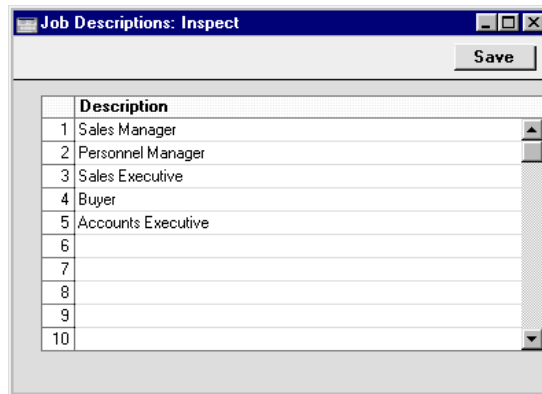 Job Descriptions: Inspect
Save
Description
1 Sales Manager
2 Personnel Manager
3 Sales Executive
4 Buyer
5 Accounts Executive
6
7
8
9
10